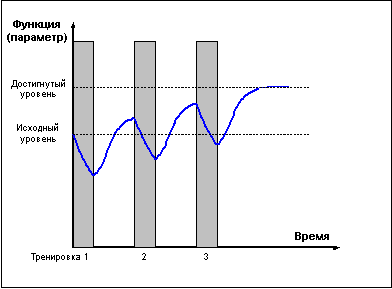 Функция
(параметр)
Достигнутый
уровень
Исходный
уровень
Время
Тренировка 1
2
3